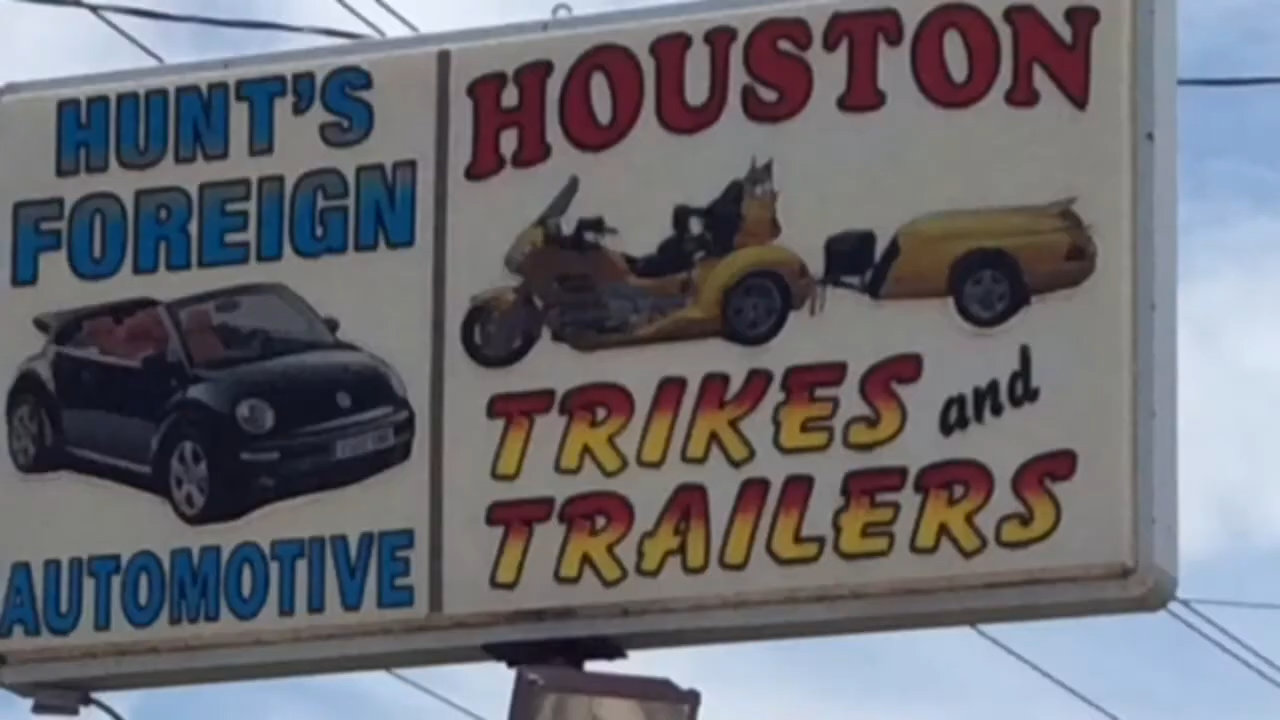 HUNT'S
FOREIGN
AUTOMOTIVE
HOUSTON
TRIKES and
TRAILERS